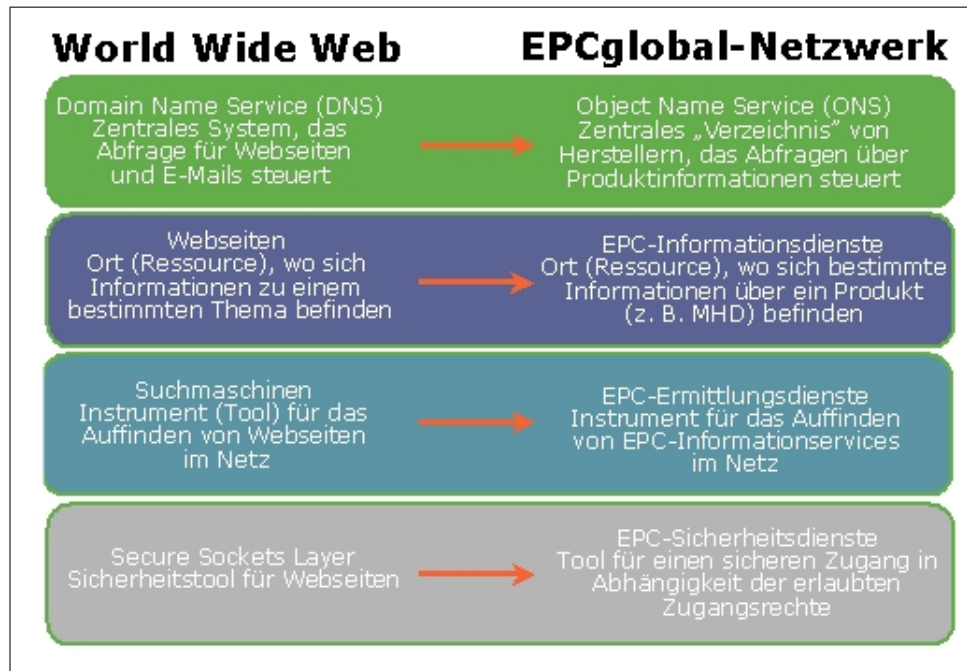 World Wide Web
EPCglobal-Netzwerk
Domain Name Service (DNS)
Zentrales System, das
Abfrage für Webseiten
und E-Mails steuert
Object Name Service (ONS)
Zentrales „Verzeichnis” von
Herstellern, das Abfragen über
Produktinformationen steuert
Webseiten
Ort (Ressource), wo sich
Informationen zu einem
bestimmten Thema befinden
EPC-Informationsdienste
Ort (Ressource), wo sich bestimmte
Informationen über ein Produkt
(z. B. MHD) befinden
Suchmaschinen
Instrument (Tool) für das
Auffinden von Webseiten
im Netz
EPC-Ermittlungsdienste
Instrument für das Auffinden
von EPC-Informationservices
im Netz
Secure Sockets Layer
Sicherheitstool für Webseiten
EPC-Sicherheitsdienste
Tool für einen sicheren Zugang in
Abhängigkeit der erlaubten
Zugangsrechte